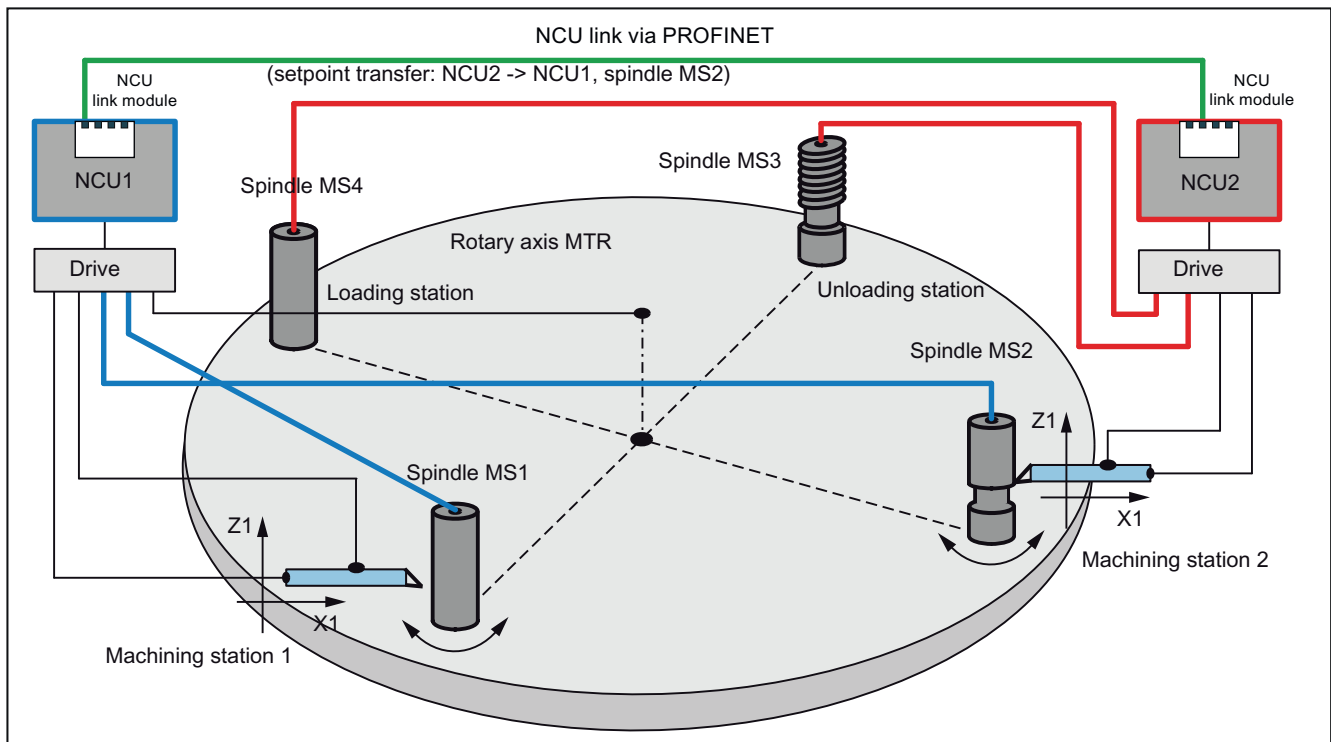 NCU link via PROFINET
(setpoint transfer: NCU2 -> NCU1, spindle MS2)
NCU
link module
NCU
link module
NCU1
NCU2
Spindle MS4
Spindle MS3
Rotary axis MTR
Drive
Drive
Loading station
Unloading station
Spindle MS2
Z1
Spindle MS1
X1
Z1
Machining station 2
X1
Machining station 1